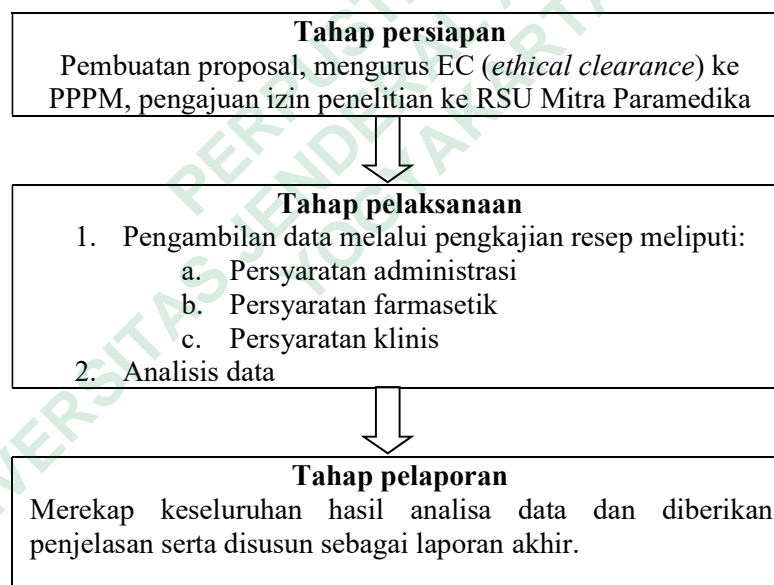 Tahap persiapan
Pembuatan proposal, mengurus EC (ethical clearance) ke
PPPM, pengajuan izin penelitian ke RSU Mitra Paramedika
Tahap pelaksanaan
1. Pengambilan data melalui pengkajian resep meliputi:
a. Persyaratan administrasi
b. Persyaratan farmasetik
c. Persyaratan klinis
2. Analisis data
Tahap pelaporan
Merekap keseluruhan hasil analisa data dan diberikan
penjelasan serta disusun sebagai laporan akhir.